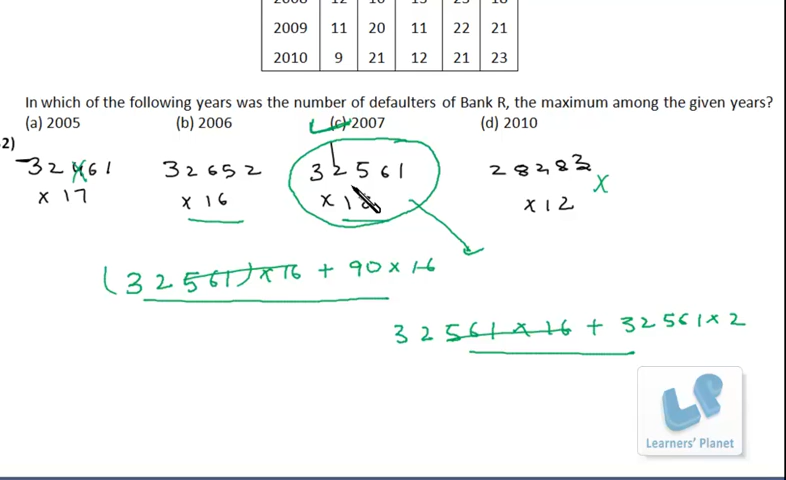 2009 11 20 11 22 21
2010 9 21 12 21 23
In which of the following years was the number of defaulters of Bank R, the maximum among the given years?
(a) 2005 (b) 2006 (c) 2007 (d) 2010
2)
32461 32652 32561 28283
x 17 x 16 x 18 x 12 x
(32561) x 16 + 90 x 16
32561 x 16 + 32561 x 2
LP
Learners' Planet